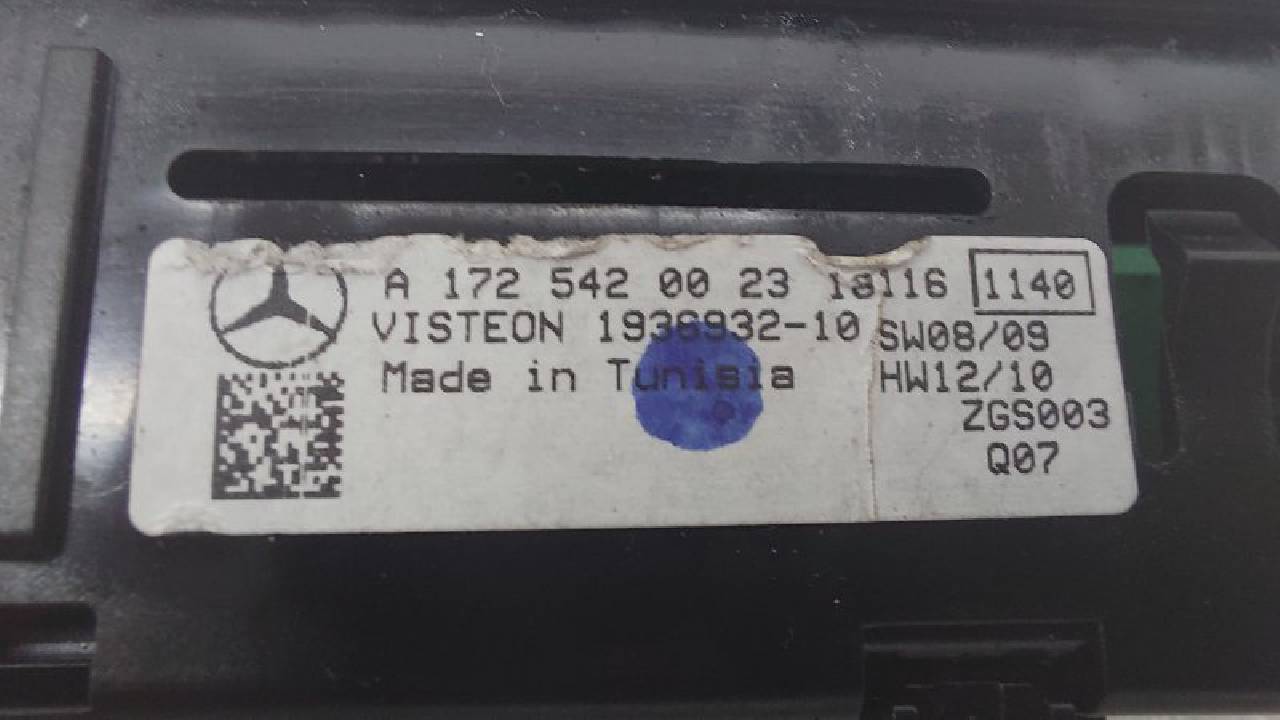 A 172 542 00 23 18116 1140
VISTEON 1936932-10 SW08/09
Made in Tunisia HW12/10
ZGS003
Q07